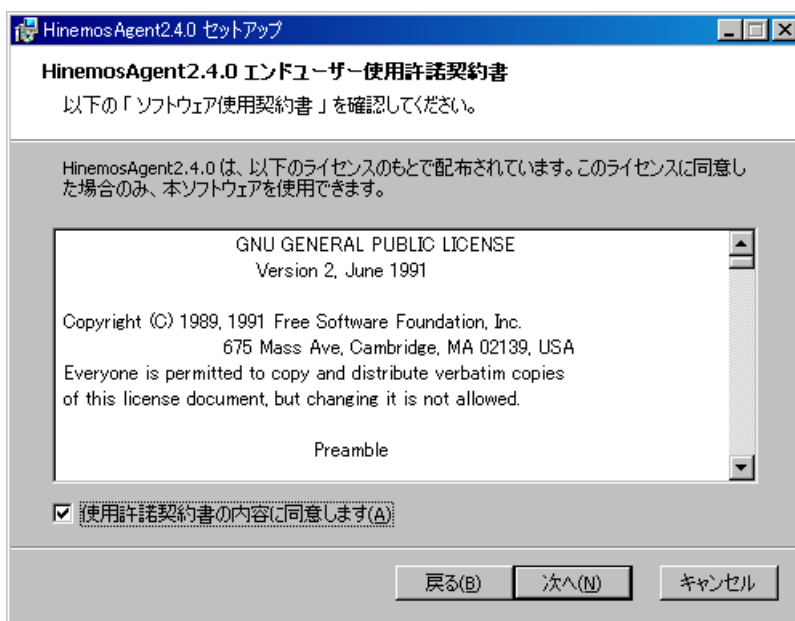 HinemosAgent2.4.0 セットアップ
HinemosAgent2.4.0 エンドユーザー使用許諾契約書
以下の「ソフトウェア使用契約書」を確認してください。
HinemosAgent2.4.0 は、以下のライセンスのもとで配布されています。このライセンスに同意し
た場合のみ、本ソフトウェアを使用できます。
GNU GENERAL PUBLIC LICENSE
Version 2, June 1991
Copyright (C) 1989, 1991 Free Software Foundation, Inc.
675 Mass Ave, Cambridge, MA 02139, USA
Everyone is permitted to copy and distribute verbatim copies
of this license document, but changing it is not allowed.
Preamble
使用許諾契約書の内容に同意します(A)
戻る(B) 次へ(N) キャンセル